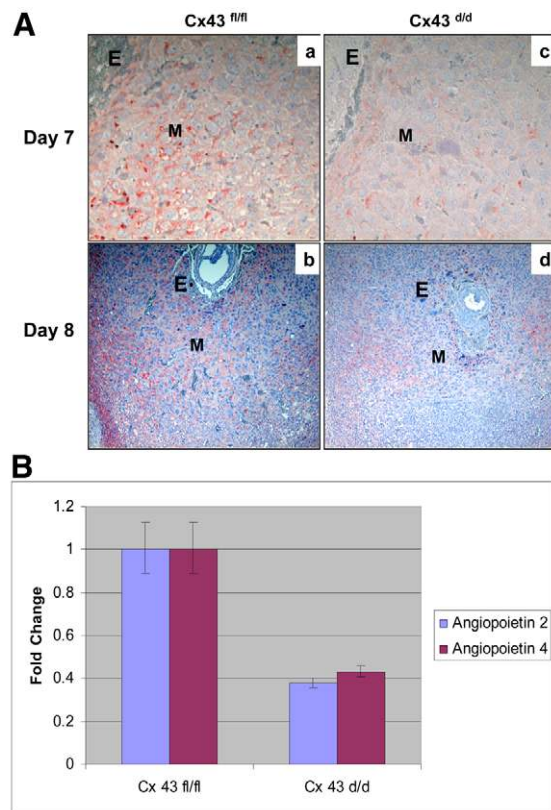 A
Cx43 fl/fl
Cx43 d/d
Day 7
E
M
a
E
M
c
Day 8
E
M
b
E
M
d
B
Fold Change
1.2
1
0.8
0.6
0.4
0.2
0
Cx 43 fl/fl
Cx 43 d/d
Angiopoietin 2
Angiopoietin 4